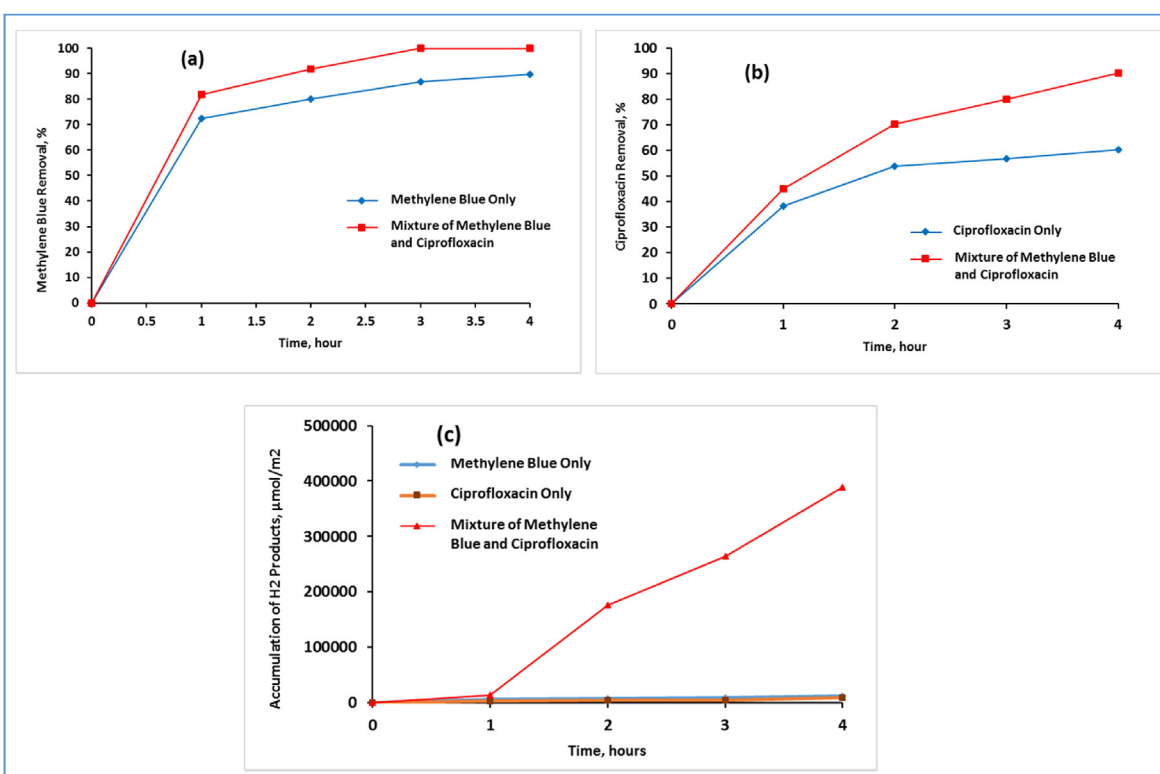 (a)
Methylene Blue Removal, %
100
90
80
70
60
50
40
30
20
10
0
0 0.5 1 1.5 2 2.5 3 3.5 4
Time, hour
Methylene Blue Only
Mixture of Methylene Blue
and Ciprofloxacin
(b)
Ciprofloxacin Removal, %
100
90
80
70
60
50
40
30
20
10
0
0 1 2 3 4
Time, hour
Ciprofloxacin Only
Mixture of Methylene Blue
and Ciprofloxacin
(c)
Accumulation of H2 Products, μmol/m2
500000
400000
300000
200000
100000
0
0 1 2 3 4
Time, hours
Methylene Blue Only
Ciprofloxacin Only
Mixture of Methylene
Blue and Ciprofloxacin